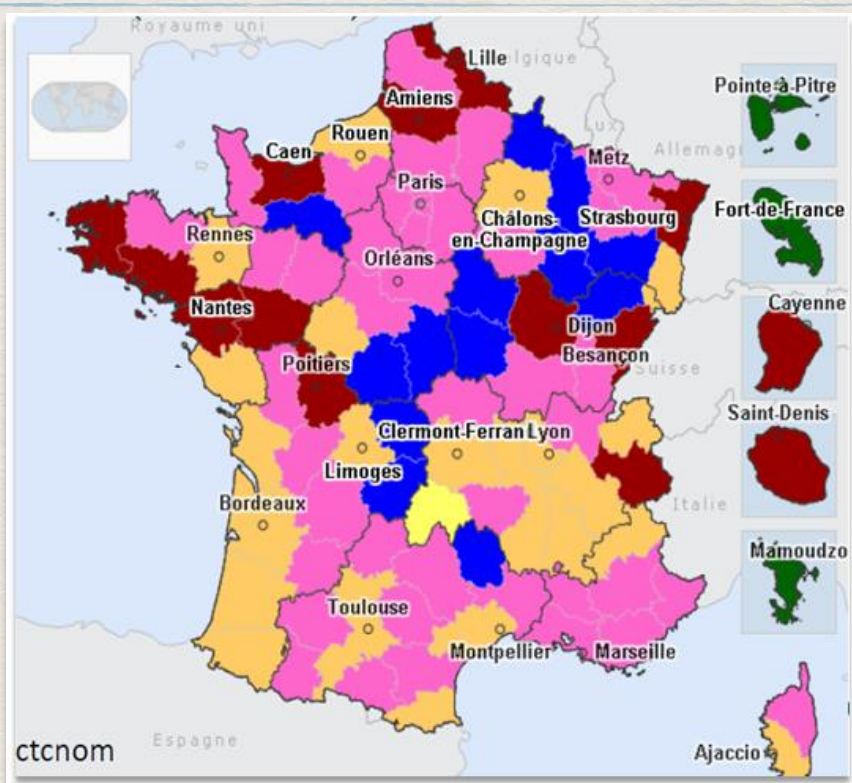 Royaume uni
Lille
Belgique
Amiens
Pointe-à-Pitre
Rouen
Lux
Caen
Metz
Allemagn
Paris
Châlons-
en-Champagne
Strasbourg
Fort-de-France
Rennes
Orléans
Nantes
Dijon
Cayenne
Poitiers
Besançon
Suisse
Saint-Denis
Clermont-Ferran
Lyon
Limoges
Bordeaux
Italie
Mamoudzo
Toulouse
Montpellier
Marseille
ctcnom
Espagne
Ajaccio